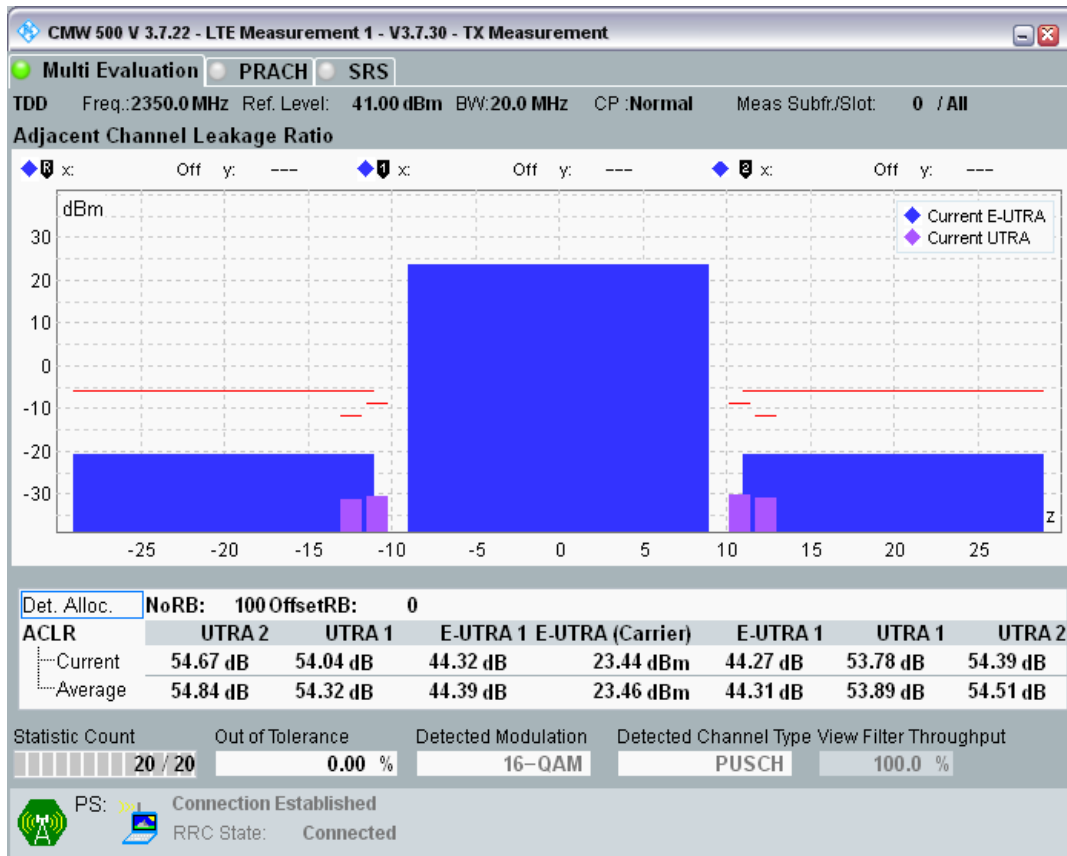 CMW 500 V 3.7.22 - LTE Measurement 1 - V3.7.30 - TX Measurement
Multi Evaluation PRACH SRS
TDD Freq.:2350.0 MHz Ref. Level: 41.00 dBm BW:20.0 MHz CP :Normal Meas Subfr./Slot: 0 / All
Adjacent Channel Leakage Ratio
R x: Off y: --- 1 x: Off y: --- 2 x: Off y: ---
dBm
Current E-UTRA
Current UTRA
30
20
10
0
-10
-20
-30
z
-25 -20 -15 -10 -5 0 5 10 15 20 25
Det. Alloc. NoRB: 100 OffsetRB: 0
ACLR UTRA 2 UTRA 1 E-UTRA 1 E-UTRA (Carrier) E-UTRA 1 UTRA 1 UTRA 2
Current 54.67 dB 54.04 dB 44.32 dB 23.44 dBm 44.27 dB 53.78 dB 54.39 dB
Average 54.84 dB 54.32 dB 44.39 dB 23.46 dBm 44.31 dB 53.89 dB 54.51 dB
Statistic Count Out of Tolerance Detected Modulation Detected Channel Type View Filter Throughput
20 / 20 0.00 % 16-QAM PUSCH 100.0 %
PS: Connection Established
RRC State: Connected